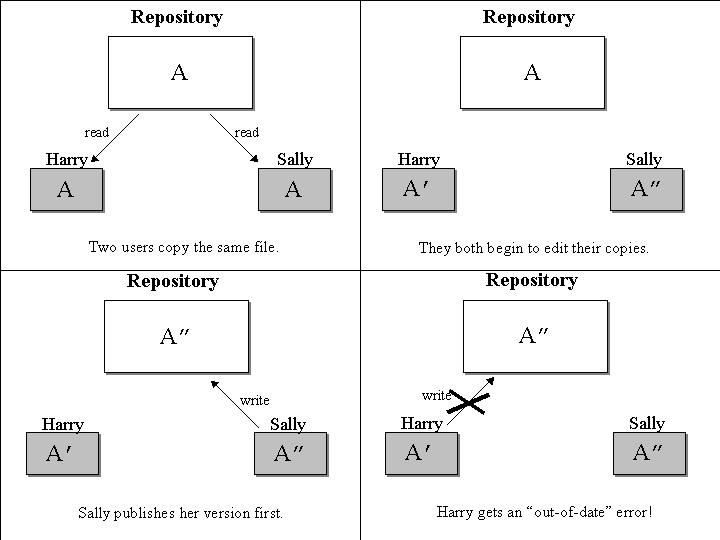 Repository
A
read
read
Harry
Sally
A
A
Two users copy the same file.
Repository
A
Harry
Sally
A′
A″
They both begin to edit their copies.
Repository
A″
write
Harry
Sally
A′
A″
Sally publishes her version first.
Repository
A″
write
Harry
Sally
A′
A″
Harry gets an “out-of-date” error!